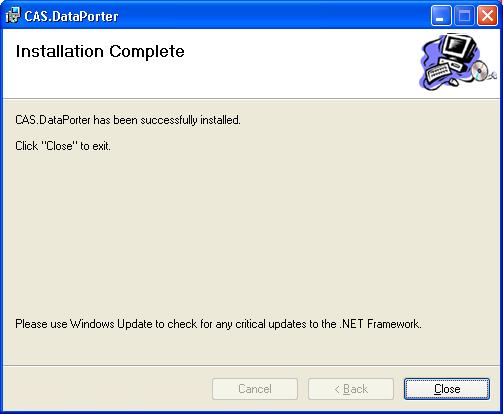 CAS.DataPorter
Installation Complete
CAS.DataPorter has been successfully installed.
Click "Close" to exit.
Please use Windows Update to check for any critical updates to the .NET Framework.
Cancel
< Back
Close